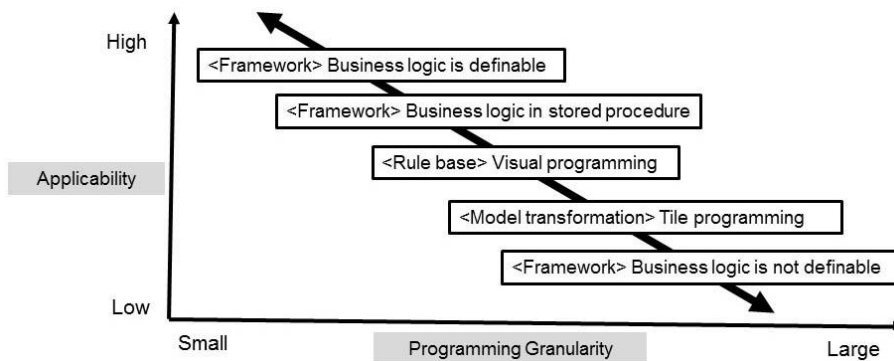 High
<Framework> Business logic is definable
<Framework> Business logic in stored procedure
<Rule base> Visual programming
Applicability
<Model transformation> Tile programming
<Framework> Business logic is not definable
Low
Small
Programming Granularity
Large